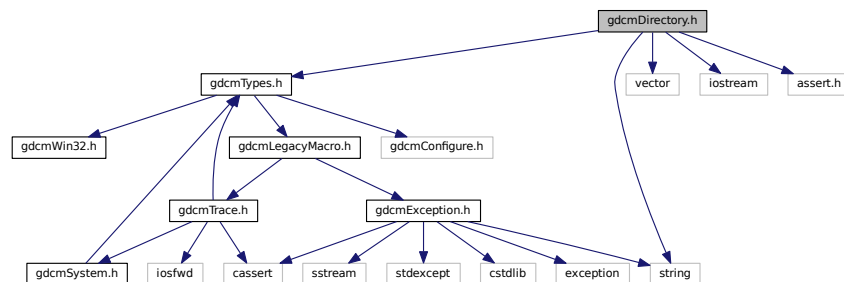 gdcmDirectory.h
gdcmTypes.h
vector
iostream
assert.h
gdcmWin32.h
gdcmLegacyMacro.h
gdcmConfigure.h
gdcmTrace.h
gdcmException.h
gdcmSystem.h
iosfwd
cassert
sstream
stdexcept
cstdlib
exception
string